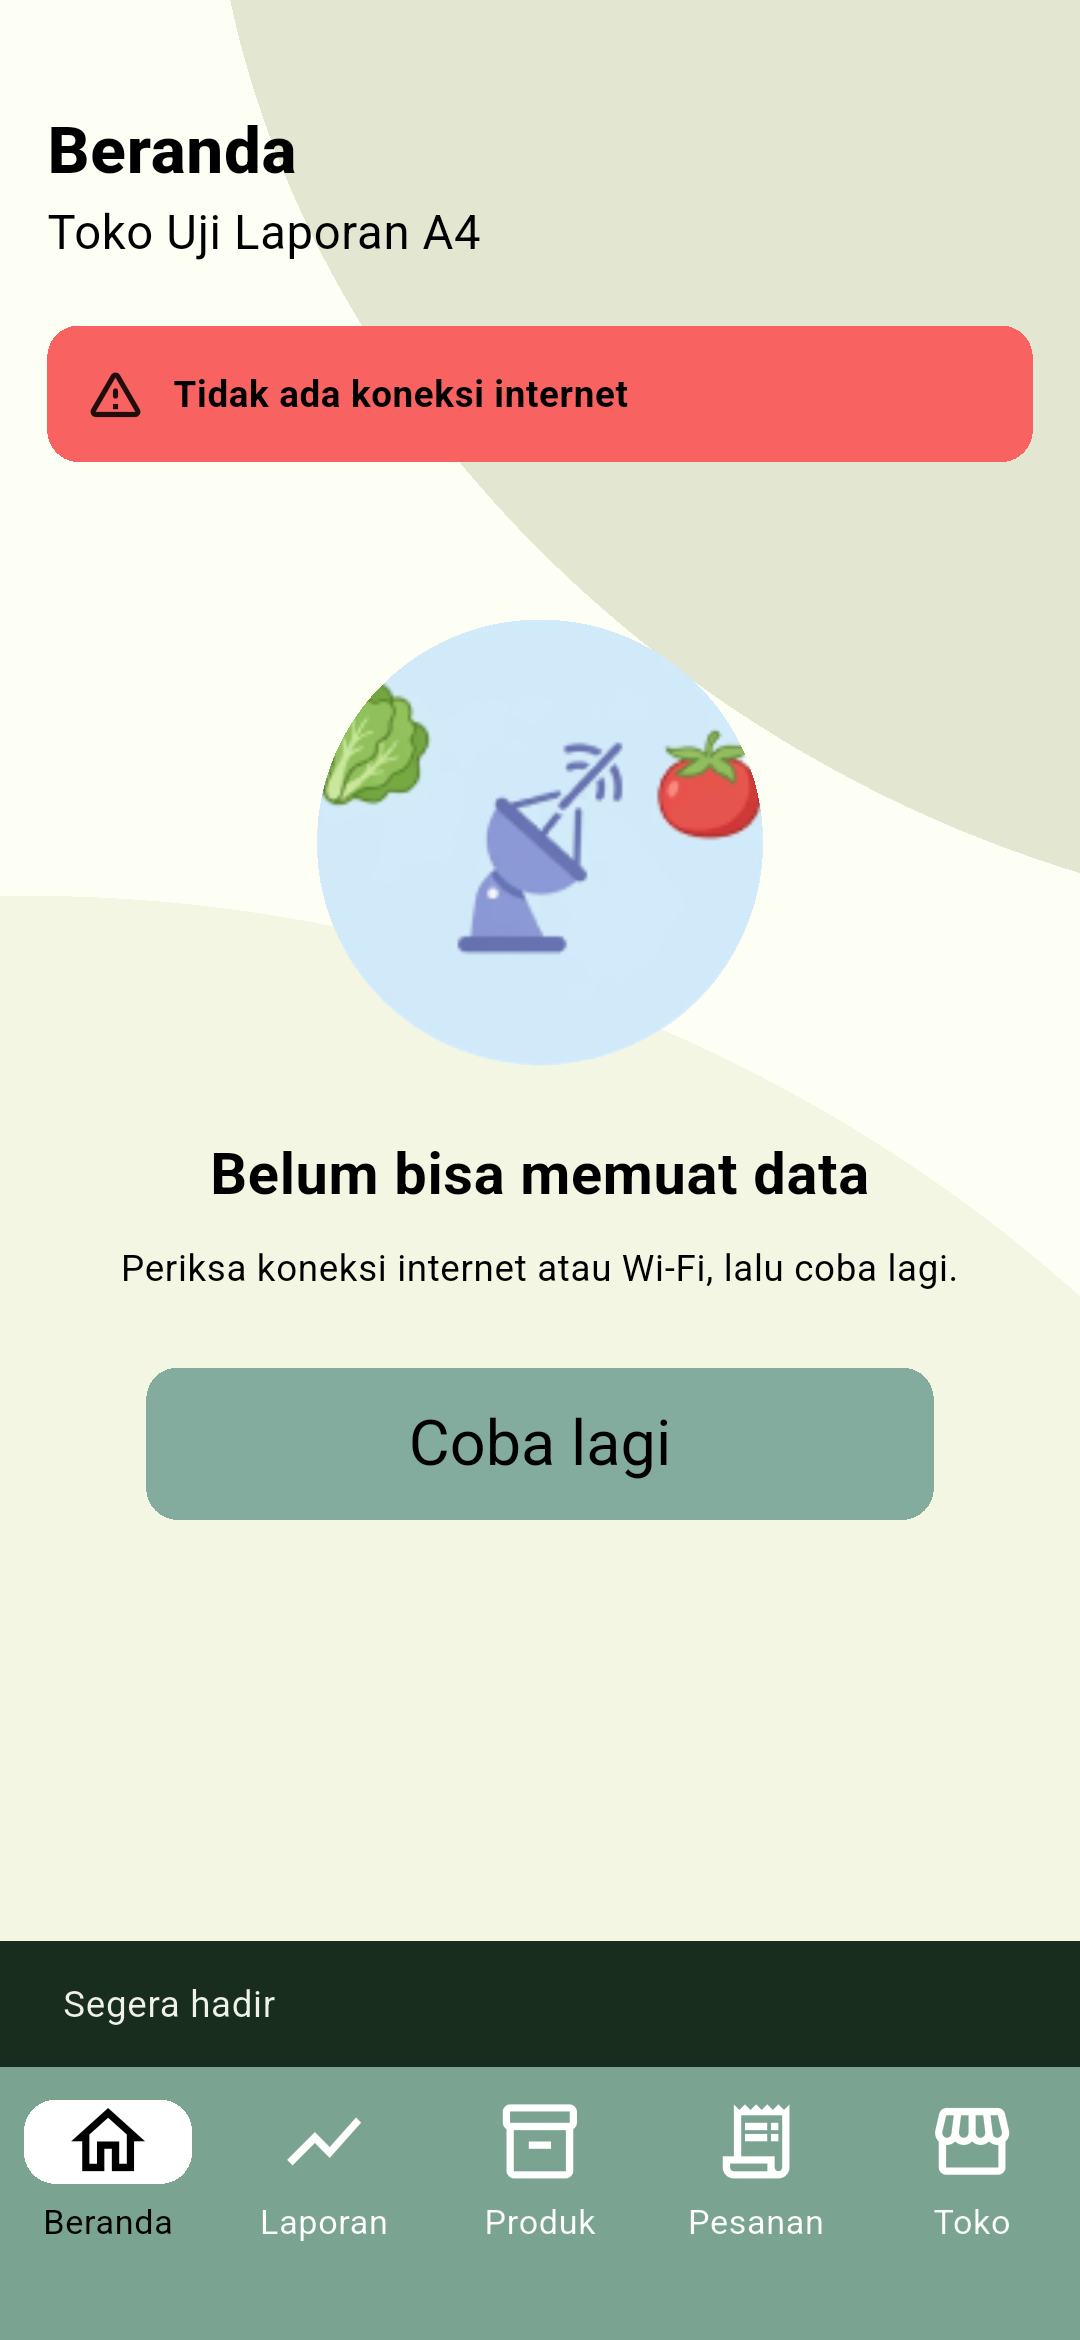 Beranda
Toko Uji Laporan A4
Tidak ada koneksi internet
Belum bisa memuat data
Periksa koneksi internet atau Wi-Fi, lalu coba lagi.
Coba lagi
Segera hadir
Beranda
Laporan
Produk
Pesanan
Toko